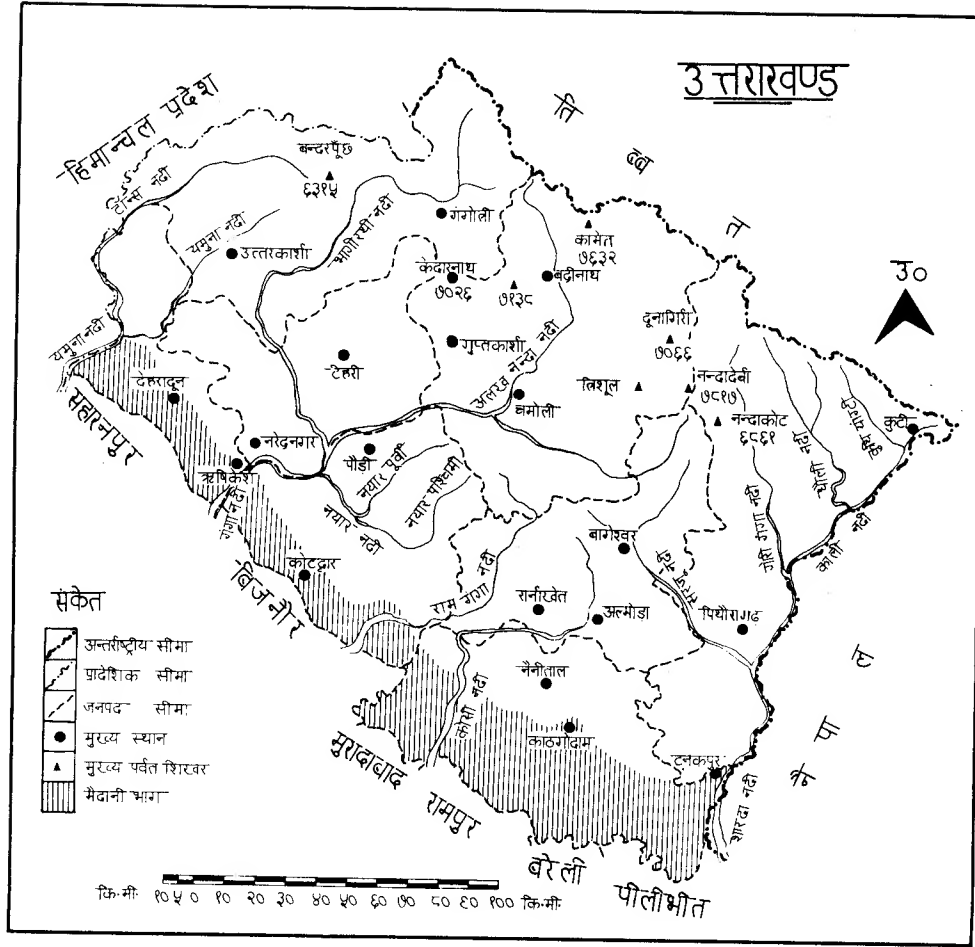 उत्तराखण्ड
हिमान्चल प्रदेश
तिब्बत
नेपाल
उ०
बन्दरपूँछ
६३१५
टौन्स नदी
यमुना नदी
भागीरथी नदी
गंगोत्री
कामेत
७६३२
उत्तरकाशी
केदारनाथ
७०२६
७१३८
बद्रीनाथ
दूनागिरी
७०६६
यमुना नदी
गुप्तकाशी
टेहरी
अलख नन्दा नदी
त्रिशूल
नन्दादेवी
७८१७
देहरादून
चमोली
नन्दाकोट
६८६१
कुटी
सहारनपुर
नरेन्द्रनगर
पौड़ी
नयार पूर्वी
नयार पश्चिमी
धौली नदी
ऋषिकेश
गंगा नदी
नयार नदी
काली नदी
बागेश्वर
सरजू नदी
कोटद्वार
बिजनौर
राम गंगा नदी
रानीखेत
अल्मोडा
पिथौरागढ
नैनीताल
कोसी नदी
काठगोदाम
टनकपुर
शारदा नदी
मुरादाबाद
रामपुर
बरेली
पीलीभीत
संकेत
अन्तर्राष्ट्रीय सीमा
प्रादेशिक सीमा
जनपद सीमा
मुख्य स्थान
मुख्य पर्वत शिखर
मैदानी भाग
कि.मी. १० ५ ० १० २० ३० ४० ५० ६० ७० ८० ९० १०० कि.मी.